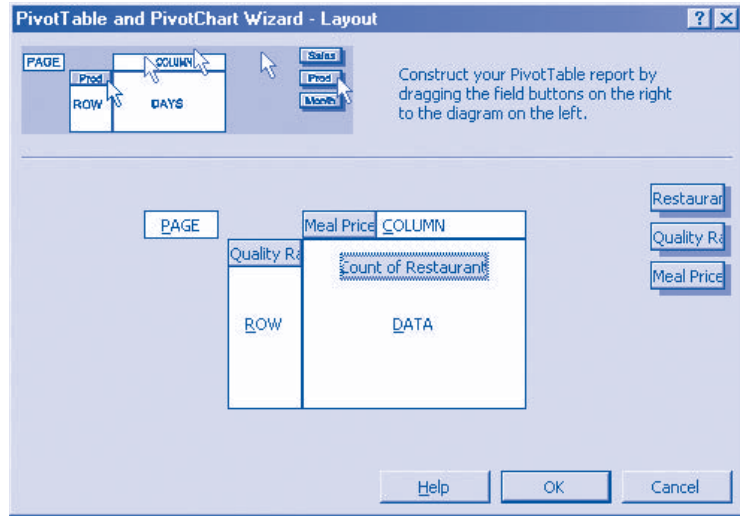 PivotTable and PivotChart Wizard - Layout
PAGE
COLUMN
Sales
Prod
Prod
ROW
DAYS
Month
Construct your PivotTable report by
dragging the field buttons on the right
to the diagram on the left.
Restauran
PAGE
Meal Price COLUMN
Quality Ra
Quality Ra
Count of Restaurant
Meal Price
ROW
DATA
Help
OK
Cancel